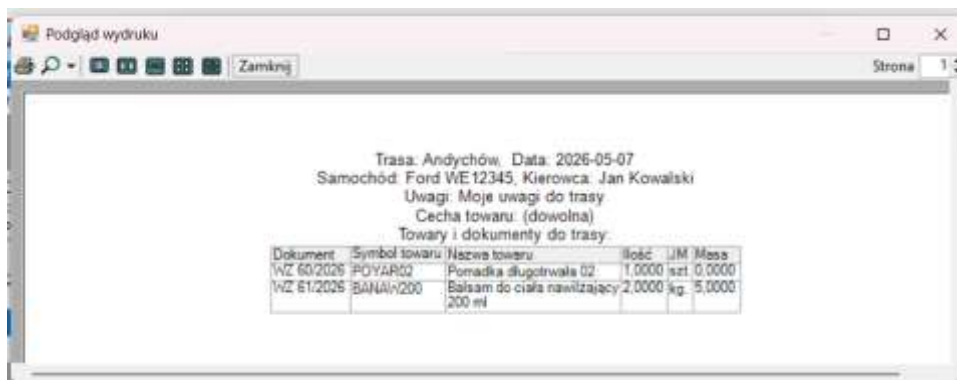 Podgląd wydruku
Zamknij
Strona 1
Trasa: Andychów, Data: 2026-05-07
Samochód: Ford WE12345, Kierowca: Jan Kowalski
Uwagi: Moje uwagi do trasy
Cecha towaru: (dowolna)
Towary i dokumenty do trasy:
Dokument Symbol towaru Nazwa towaru Ilość JM Masa
WZ 60/2026 POYAR02 Pomadka długotrwała 02 1,0000 szt. 0,0000
WZ 61/2026 BANAW200 Balsam do ciała nawilżający 2,0000 kg. 5,0000
200 ml